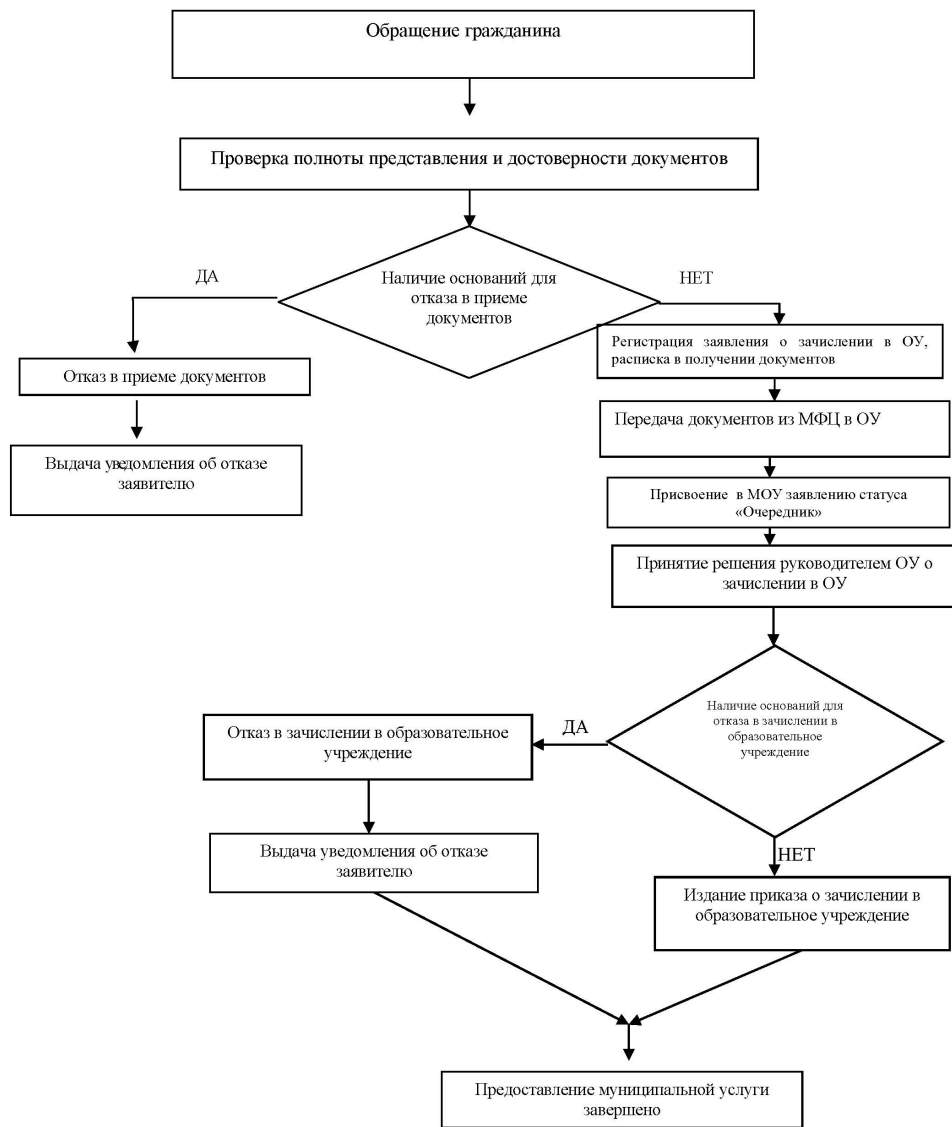 Обращение гражданина
Проверка полноты представления и достоверности документов
ДА
Наличие оснований для
отказа в приеме
документов
НЕТ
Отказ в приеме документов
Выдача уведомления об отказе
заявителю
Регистрация заявления о зачислении в ОУ,
расписка в получении документов
Передача документов из МФЦ в ОУ
Присвоение в МОУ заявлению статуса
«Очередник»
Принятие решения руководителем ОУ о
зачислении в ОУ
Наличие оснований для
отказа в зачислении в
образовательное
учреждение
ДА
Отказ в зачислении в образовательное
учреждение
Выдача уведомления об отказе
заявителю
НЕТ
Издание приказа о зачислении в
образовательное учреждение
Предоставление муниципальной услуги
завершено